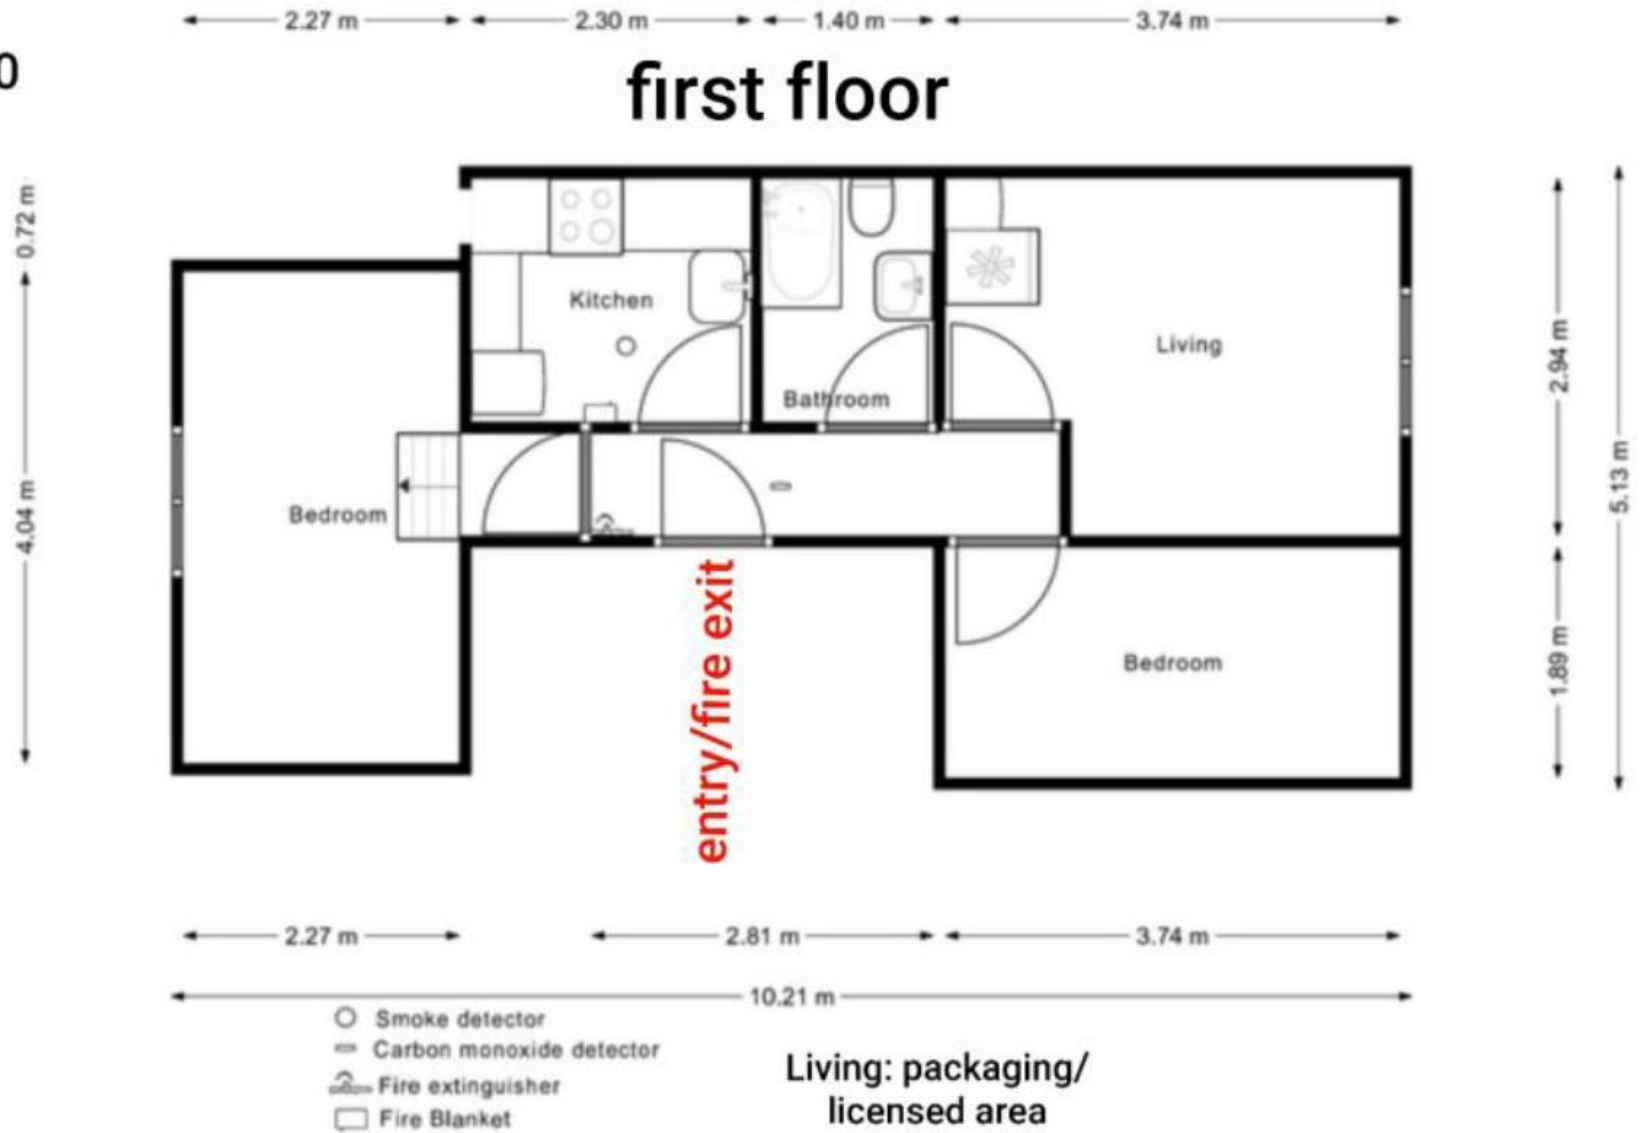 2.27 m 2.30 m 1.40 m 3.74 m
0
first floor
0.72 m
4.04 m
Kitchen
Bathroom
Living
Bedroom
Bedroom
entry/fire exit
2.94 m
1.89 m
5.13 m
2.27 m 2.81 m 3.74 m
10.21 m
Smoke detector
Carbon monoxide detector
Fire extinguisher
Fire Blanket
Living: packaging/
licensed area